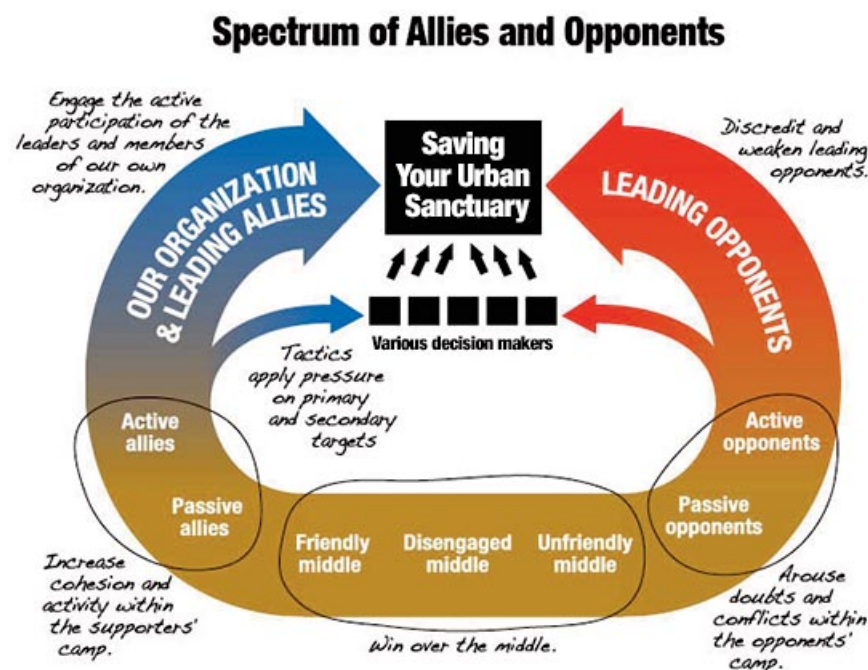 Spectrum of Allies and Opponents
Engage the active
participation of the
leaders and members
of our own
organization.
OUR ORGANIZATION
& LEADING ALLIES
Saving
Your Urban
Sanctuary
LEADING OPPONENTS
Discredit and
weaken leading
opponents.
Various decision makers
Tactics
apply pressure
on primary
and secondary
targets
Active
allies
Passive
allies
Friendly
middle
Disengaged
middle
Unfriendly
middle
Passive
opponents
Active
opponents
Increase
cohesion and
activity within
the supporters'
camp.
Win over the middle.
Arouse
doubts and
conflicts within
the opponents'
camp.